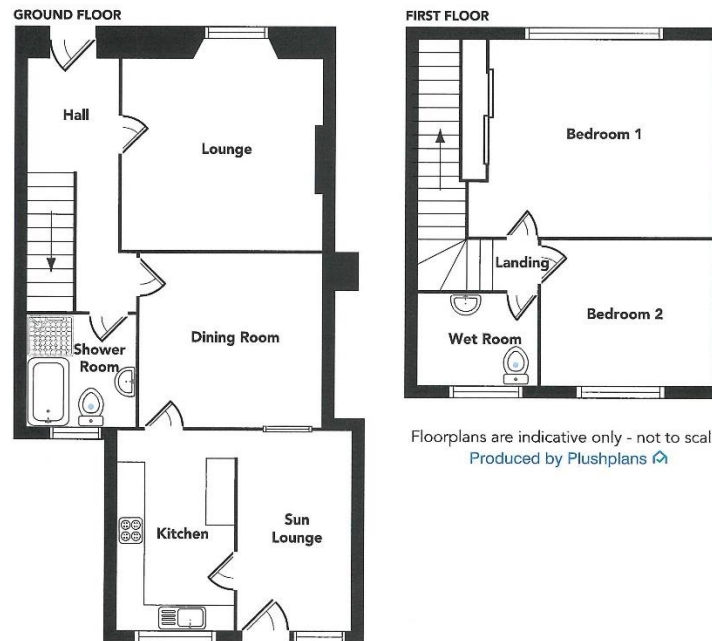 GROUND FLOOR
Hall
Lounge
Dining Room
Shower
Room
Kitchen
Sun
Lounge
FIRST FLOOR
Bedroom 1
Landing
Wet Room
Bedroom 2
Floorplans are indicative only - not to scal
Produced by Plushplans